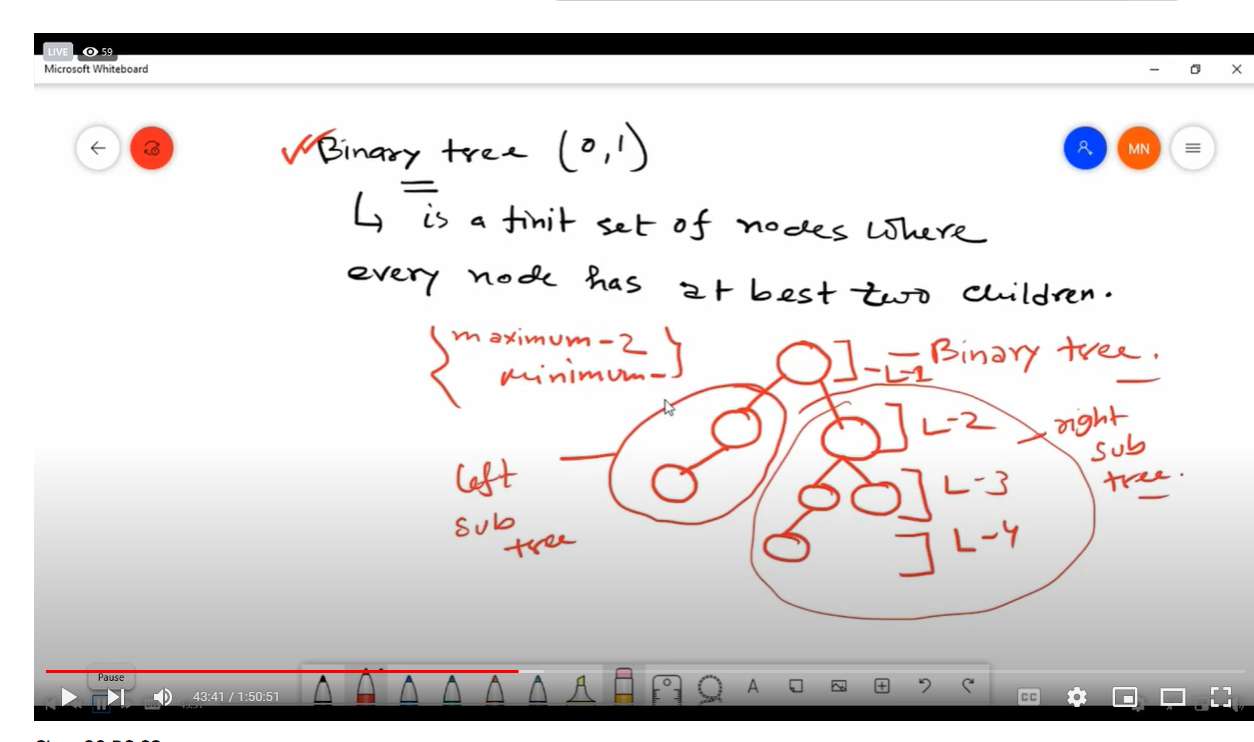 LIVE 59
Microsoft Whiteboard
Binary tree (0,1)
MN
↳ is a finit set of nodes where
every node has at best two children.
{maximum-2
minimum-}
-L-1
- Binary tree.
L-2
right
sub
tree.
left
sub
tree
L-3
L-4
Pause
43:41 / 1:50:51
A
CC